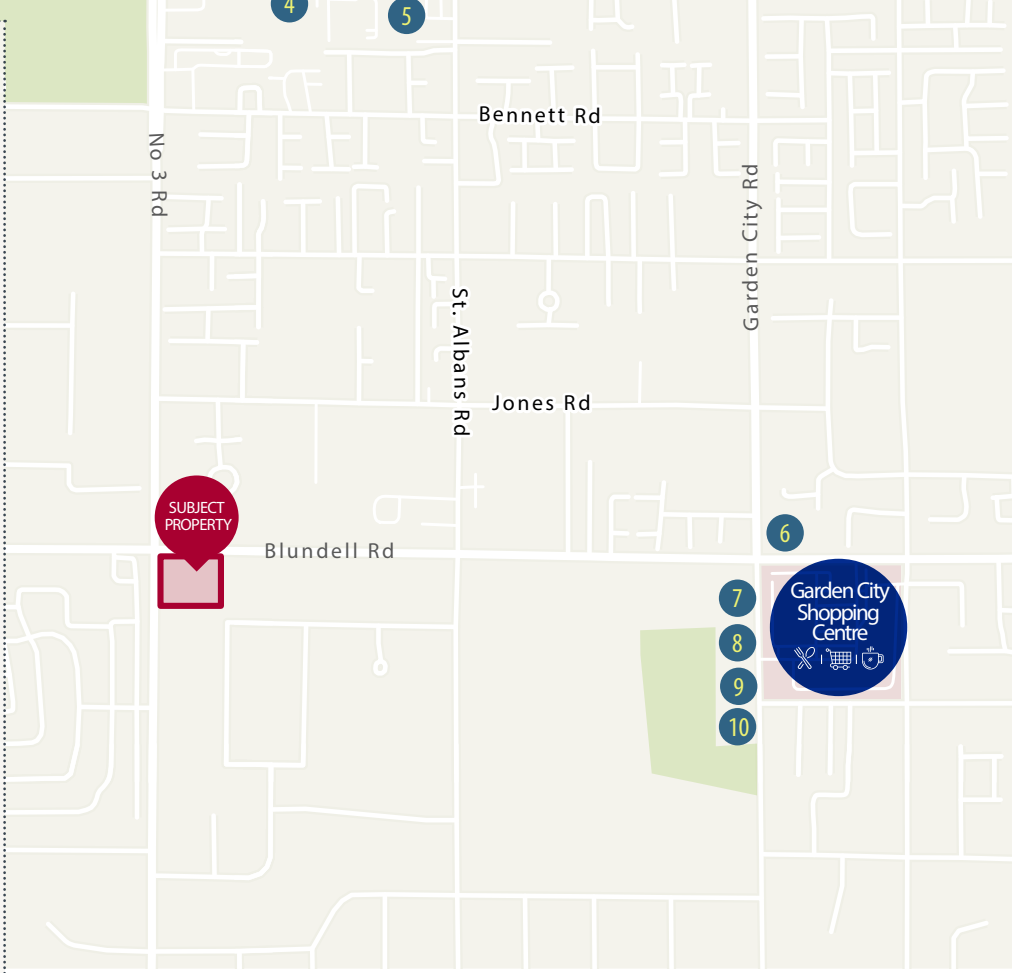 4
5
Bennett Rd
No 3 Rd
Garden City Rd
St. Albans Rd
Jones Rd
SUBJECT
PROPERTY
Blundell Rd
6
7
Garden City
Shopping
Centre
8
9
10